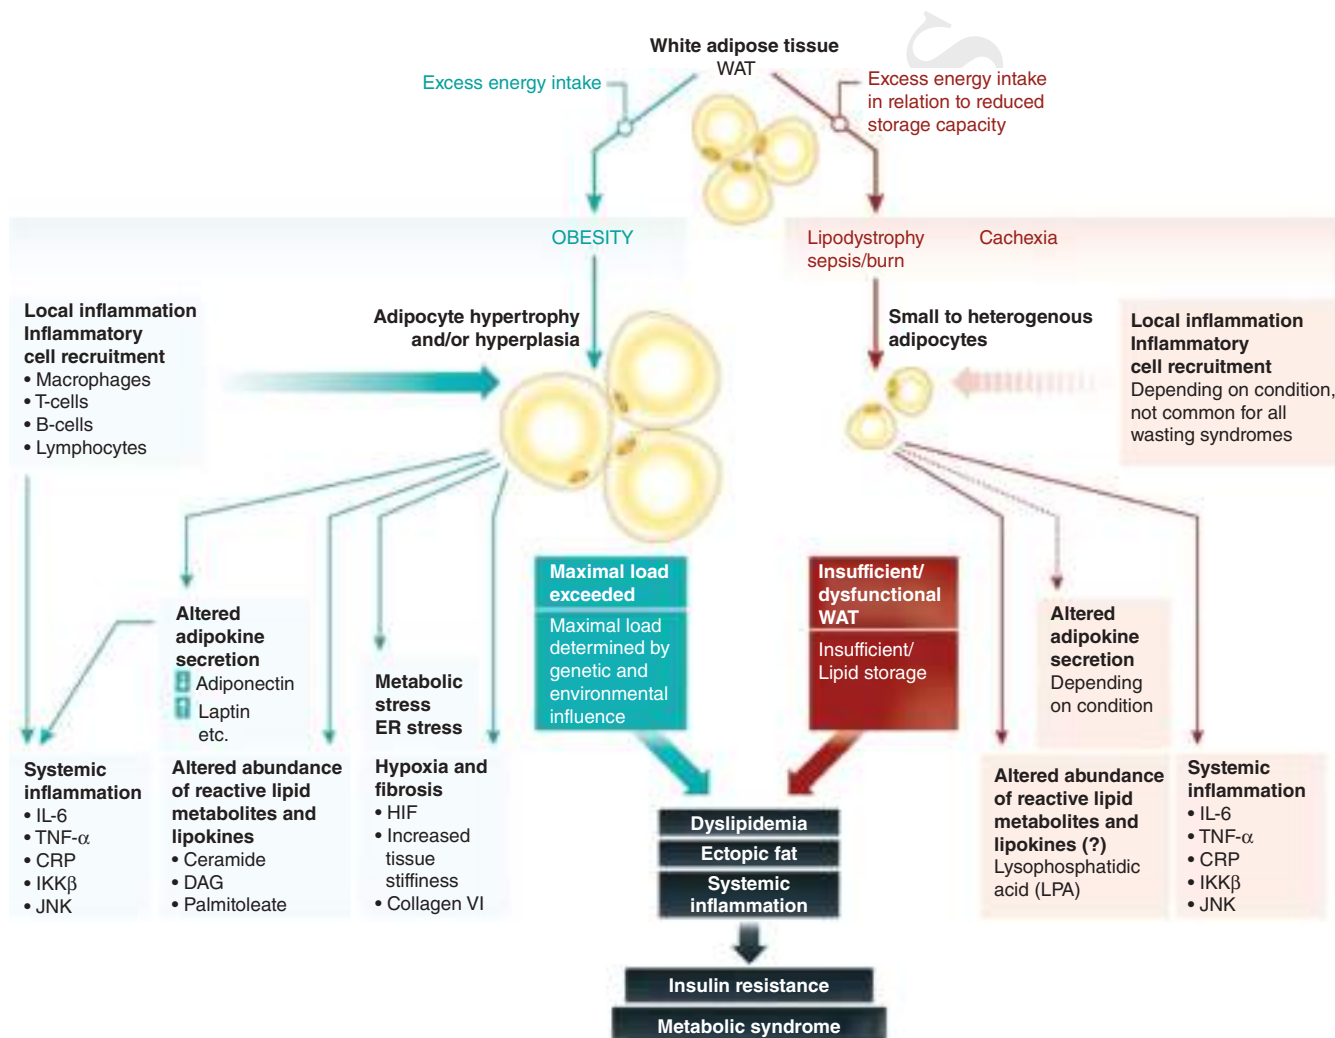 White adipose tissue
WAT
Excess energy intake
Excess energy intake
in relation to reduced
storage capacity
OBESITY
Lipodystrophy
sepsis/burn
Cachexia
Local inflammation
Inflammatory
cell recruitment
• Macrophages
• T-cells
• B-cells
• Lymphocytes
Adipocyte hypertrophy
and/or hyperplasia
Small to heterogenous
adipocytes
Local inflammation
Inflammatory
cell recruitment
Depending on condition,
not common for all
wasting syndromes
Altered
adipokine
secretion
Adiponectin
Laptin
etc.
Metabolic
stress
ER stress
Maximal load
exceeded
Maximal load
determined by
genetic and
environmental
influence
Insufficient/
dysfunctional
WAT
Insufficient/
Lipid storage
Altered
adipokine
secretion
Depending
on condition
Systemic
inflammation
• IL-6
• TNF-α
• CRP
• IKKβ
• JNK
Altered abundance
of reactive lipid
metabolites and
lipokines
• Ceramide
• DAG
• Palmitoleate
Hypoxia and
fibrosis
• HIF
• Increased
tissue
stiffness
• Collagen VI
Dyslipidemia
Ectopic fat
Systemic
inflammation
Altered abundance
of reactive lipid
metabolites and
lipokines (?)
Lysophosphatidic
acid (LPA)
Systemic
inflammation
• IL-6
• TNF-α
• CRP
• IKKβ
• JNK
Insulin resistance
Metabolic syndrome